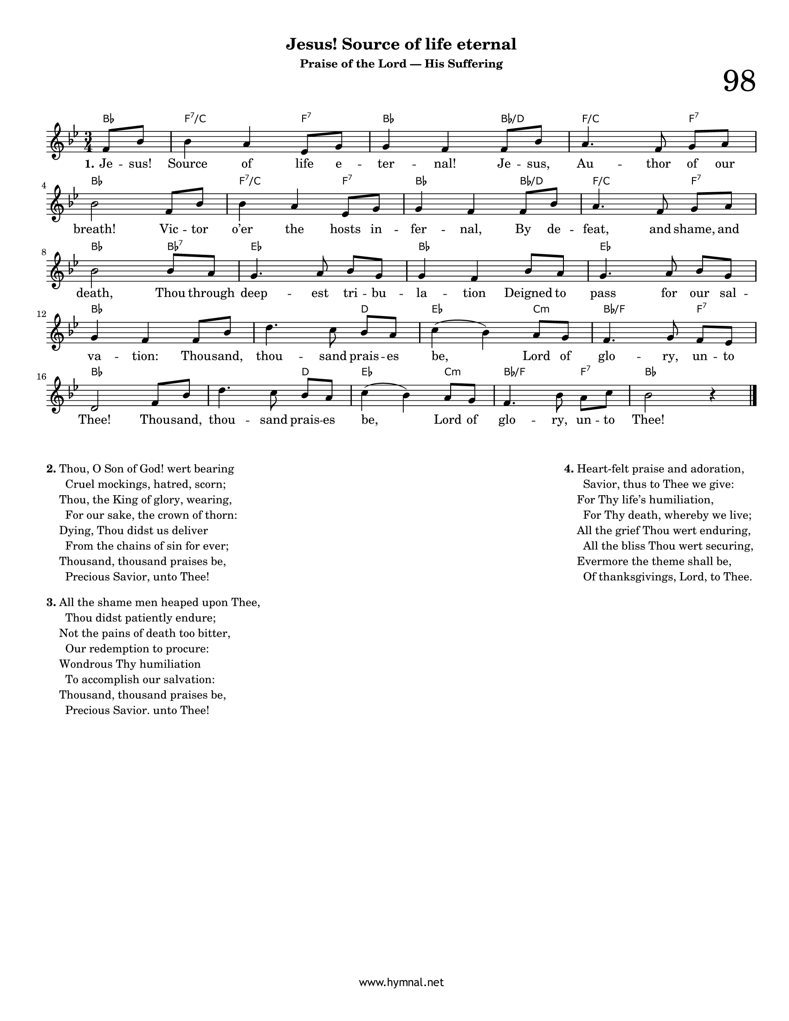 Jesus! Source of life eternal
Praise of the Lord — His Suffering
98
B♭ F7/C F7 B♭ B♭/D F/C F7
1. Je - sus! Source of life e - ter - nal! Je - sus, Au - thor of our
4
B♭ F7/C F7 B♭ B♭/D F/C F7
breath! Vic - tor o'er the hosts in - fer - nal, By de - feat, and shame, and
8
B♭ B♭7 E♭ B♭ E♭
death, Thou through deep - est tri - bu - la - tion Deigned to pass for our sal -
12
B♭ D E♭ Cm B♭/F F7
va - tion: Thousand, thou - sand prais - es be, Lord of glo - ry, un - to
16
B♭ D E♭ Cm B♭/F F7 B♭
Thee! Thousand, thou - sand prais-es be, Lord of glo - ry, un - to Thee!
2. Thou, O Son of God! wert bearing
Cruel mockings, hatred, scorn;
Thou, the King of glory, wearing,
For our sake, the crown of thorn:
Dying, Thou didst us deliver
From the chains of sin for ever;
Thousand, thousand praises be,
Precious Savior, unto Thee!
3. All the shame men heaped upon Thee,
Thou didst patiently endure;
Not the pains of death too bitter,
Our redemption to procure:
Wondrous Thy humiliation
To accomplish our salvation:
Thousand, thousand praises be,
Precious Savior. unto Thee!
4. Heart-felt praise and adoration,
Savior, thus to Thee we give:
For Thy life's humiliation,
For Thy death, whereby we live;
All the grief Thou wert enduring,
All the bliss Thou wert securing,
Evermore the theme shall be,
Of thanksgivings, Lord, to Thee.
www.hymnal.net